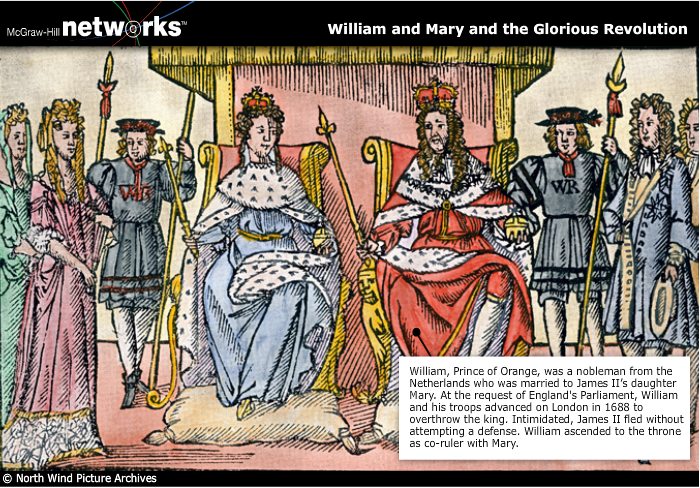 McGraw-Hill networks™
William and Mary and the Glorious Revolution
WR
WR
William, Prince of Orange, was a nobleman from the
Netherlands who was married to James II's daughter
Mary. At the request of England's Parliament, William
and his troops advanced on London in 1688 to
overthrow the king. Intimidated, James II fled without
attempting a defense. William ascended to the throne
as co-ruler with Mary.
© North Wind Picture Archives